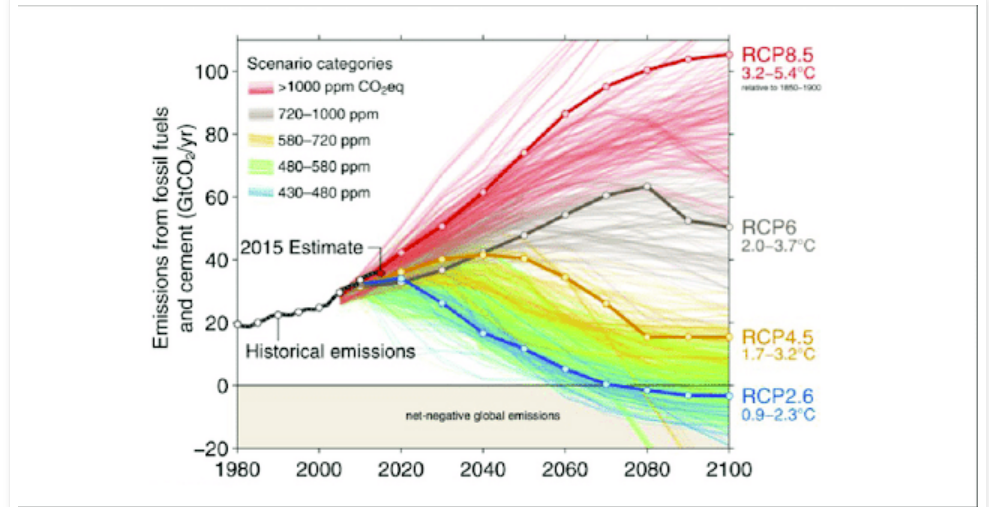 Emissions from fossil fuels
and cement (GtCO₂/yr)
100
80
60
40
20
0
−20
Scenario categories
>1000 ppm CO₂eq
720–1000 ppm
580–720 ppm
480–580 ppm
430–480 ppm
2015 Estimate
Historical emissions
net-negative global emissions
1980
2000
2020
2040
2060
2080
2100
RCP8.5
3.2–5.4°C
relative to 1850–1900
RCP6
2.0–3.7°C
RCP4.5
1.7–3.2°C
RCP2.6
0.9–2.3°C